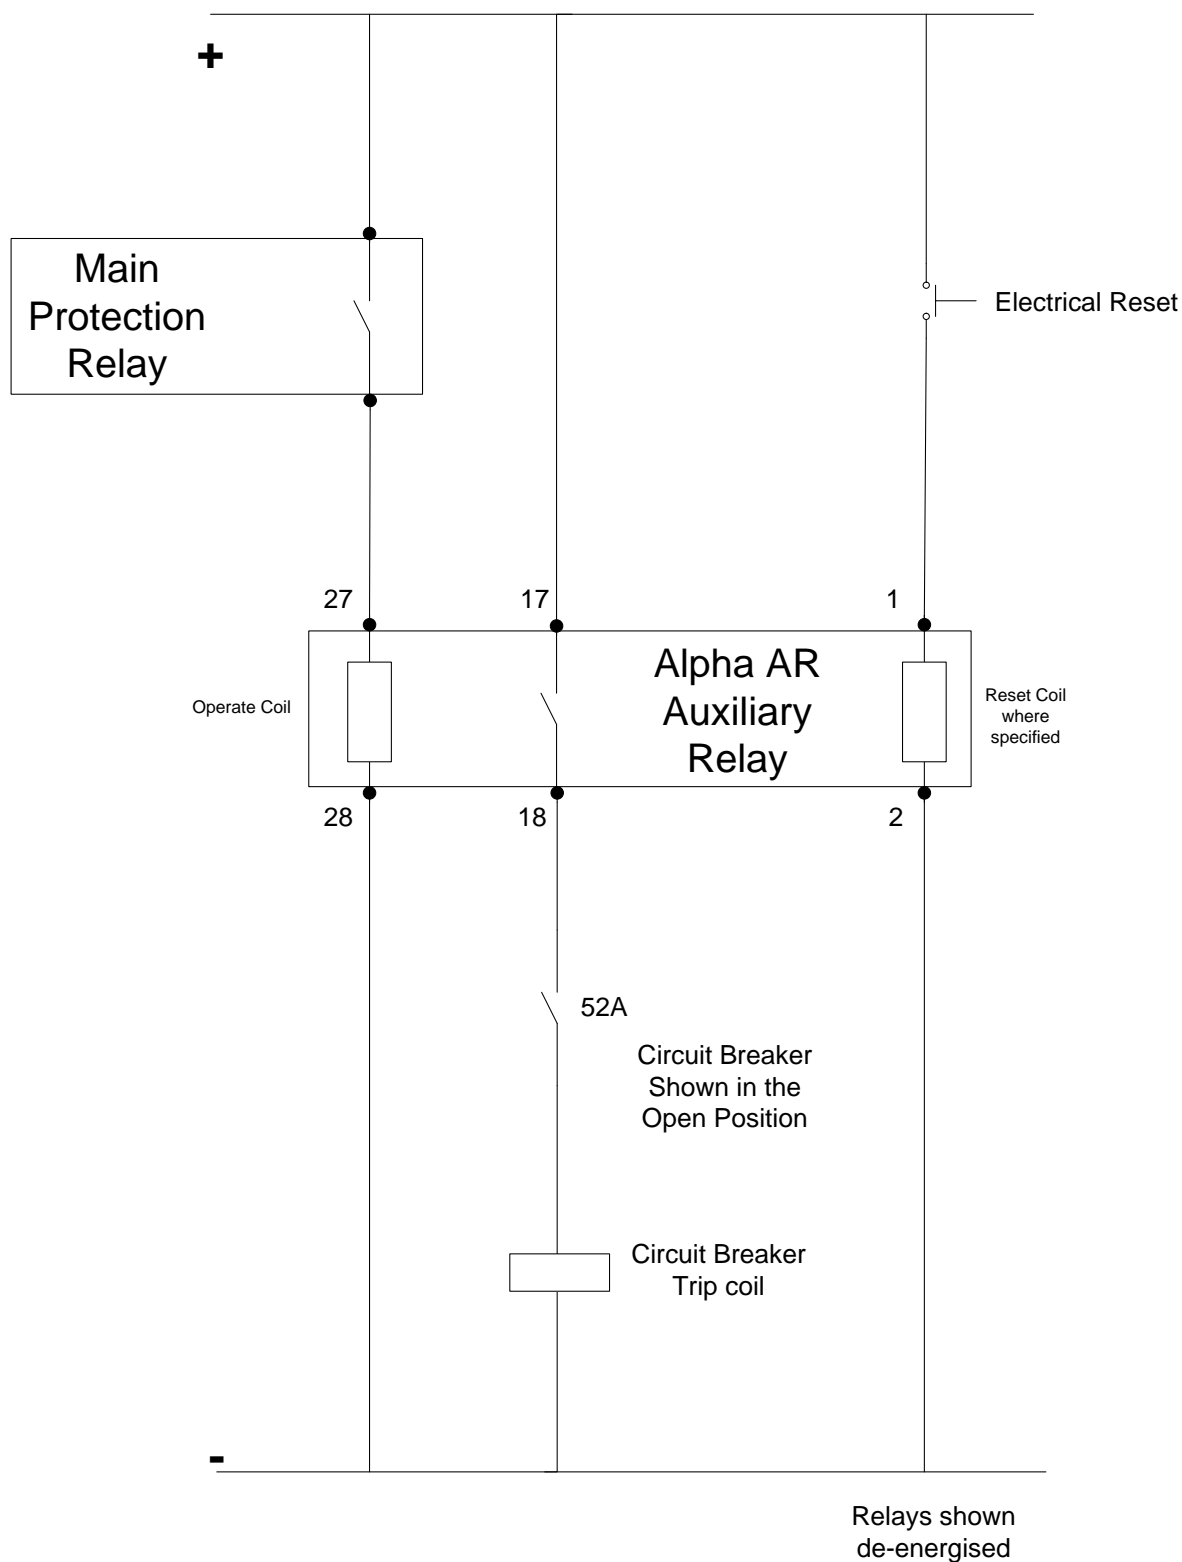 +
Main
Protection
Relay
Electrical Reset
27
17
1
Operate Coil
Alpha AR
Auxiliary
Relay
Reset Coil
where
specified
28
18
2
52A
Circuit Breaker
Shown in the
Open Position
Circuit Breaker
Trip coil
-
Relays shown
de-energised